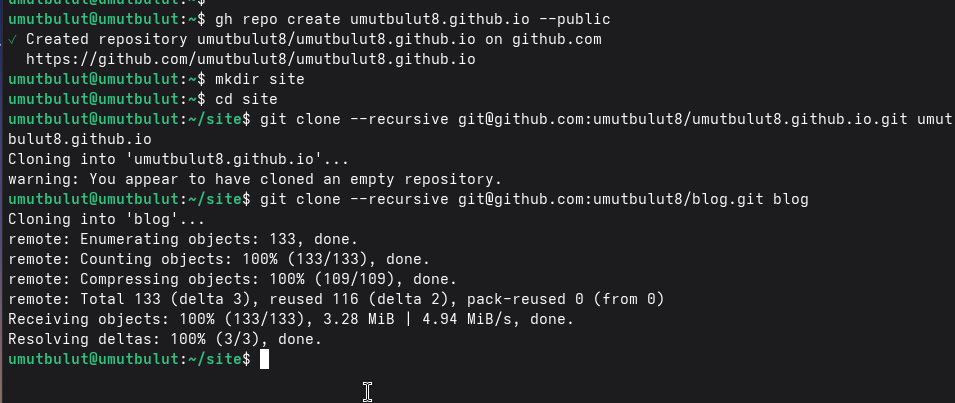 umutbulut@umutbulut:~$
umutbulut@umutbulut:~$ gh repo create umutbulut8.github.io --public
✓ Created repository umutbulut8/umutbulut8.github.io on github.com
  https://github.com/umutbulut8/umutbulut8.github.io
umutbulut@umutbulut:~$ mkdir site
umutbulut@umutbulut:~$ cd site
umutbulut@umutbulut:~/site$ git clone --recursive git@github.com:umutbulut8/umutbulut8.github.io.git umut
bulut8.github.io
Cloning into 'umutbulut8.github.io'...
warning: You appear to have cloned an empty repository.
umutbulut@umutbulut:~/site$ git clone --recursive git@github.com:umutbulut8/blog.git blog
Cloning into 'blog'...
remote: Enumerating objects: 133, done.
remote: Counting objects: 100% (133/133), done.
remote: Compressing objects: 100% (109/109), done.
remote: Total 133 (delta 3), reused 116 (delta 2), pack-reused 0 (from 0)
Receiving objects: 100% (133/133), 3.28 MiB | 4.94 MiB/s, done.
Resolving deltas: 100% (3/3), done.
umutbulut@umutbulut:~/site$